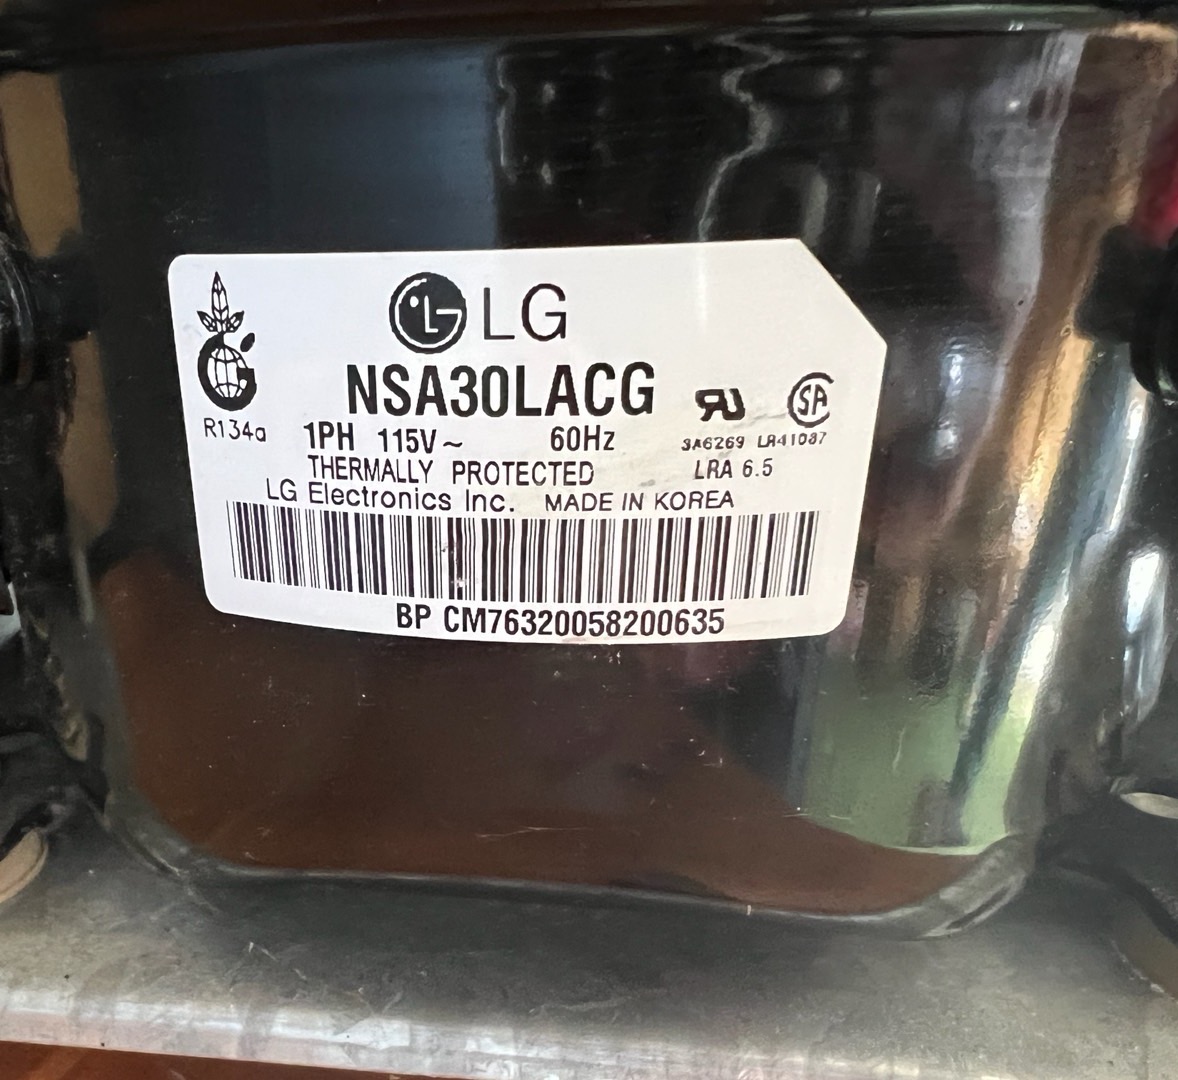 LG
NSA30LACG
R134a 1PH 115V~ 60Hz SA6269 LR41087
THERMALLY PROTECTED LRA 6.5
LG Electronics Inc. MADE IN KOREA
BP CM76320058200635